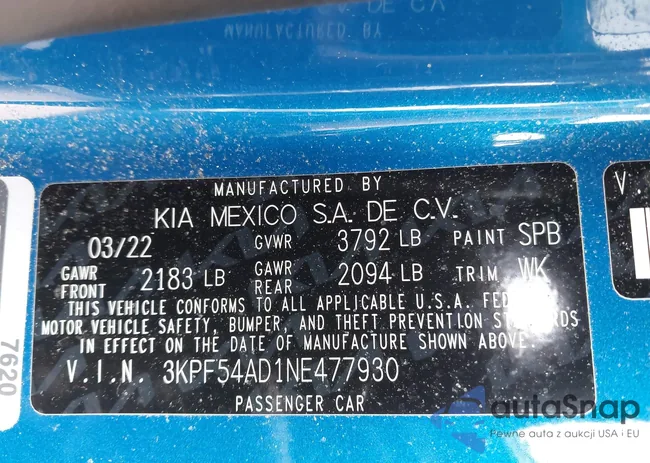 MANUFACTURED BY
KIA MEXICO S.A. DE C.V.
03/22 GVWR 3792 LB PAINT SPB
GAWR FRONT 2183 LB GAWR REAR 2094 LB TRIM WK
THIS VEHICLE CONFORMS TO ALL APPLICABLE U.S.A. FED
MOTOR VEHICLE SAFETY, BUMPER, AND THEFT PREVENTION STANDARDS
IN EFFECT ON THE DATE OF MANUFACTURE SHOWN ABOVE.
V.I.N. 3KPF54AD1NE477930
PASSENGER CAR
7620
V.
autoSnap
Pewne auta z aukcji USA i EU